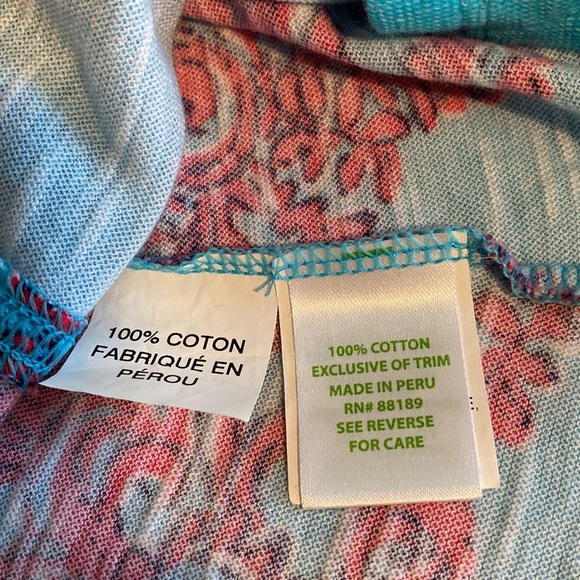 100% COTON
FABRIQUÉ EN
PÉROU
100% COTTON
EXCLUSIVE OF TRIM
MADE IN PERU
RN# 88189
SEE REVERSE
FOR CARE